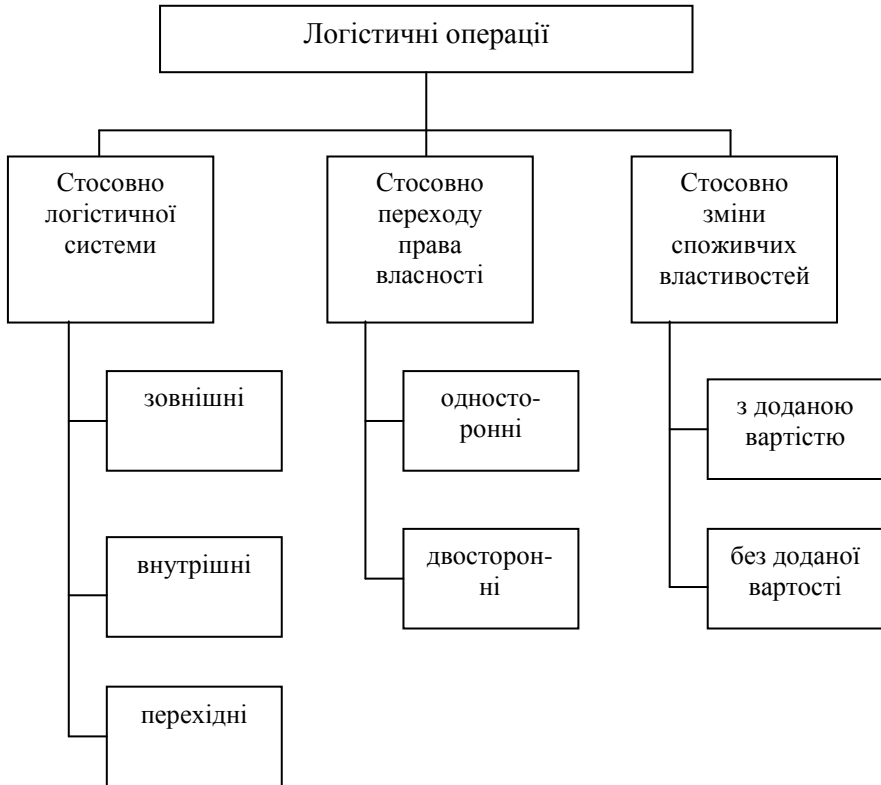 Логістичні операції
Стосовно
логістичної
системи
Стосовно
переходу
права
власності
Стосовно
зміни
споживчих
властивостей
зовнішні
внутрішні
перехідні
односто-
ронні
двосторон-
ні
з доданою
вартістю
без доданої
вартості